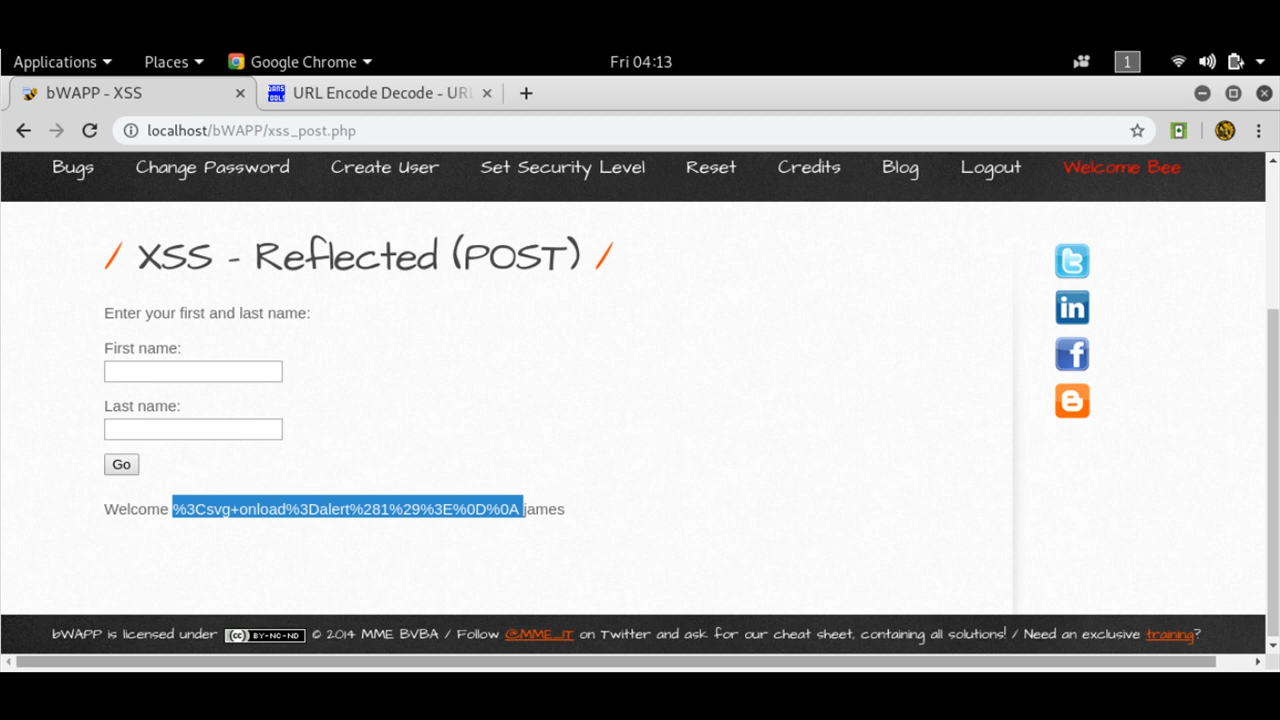 Applications Places Google Chrome Fri 04:13 1
bWAPP - XSS URL Encode Decode - URL
localhost/bWAPP/xss_post.php
Bugs Change Password Create User Set Security Level Reset Credits Blog Logout Welcome Bee
/ XSS - Reflected (POST) /
Enter your first and last name:
First name:
Last name:
Go
Welcome %3Csvg+onload%3Dalert%281%29%3E%0D%0A james
bWAPP is licensed under (cc) BY-NC-ND © 2014 MME BVBA / Follow @MME_IT on Twitter and ask for our cheat sheet, containing all solutions! / Need an exclusive training?